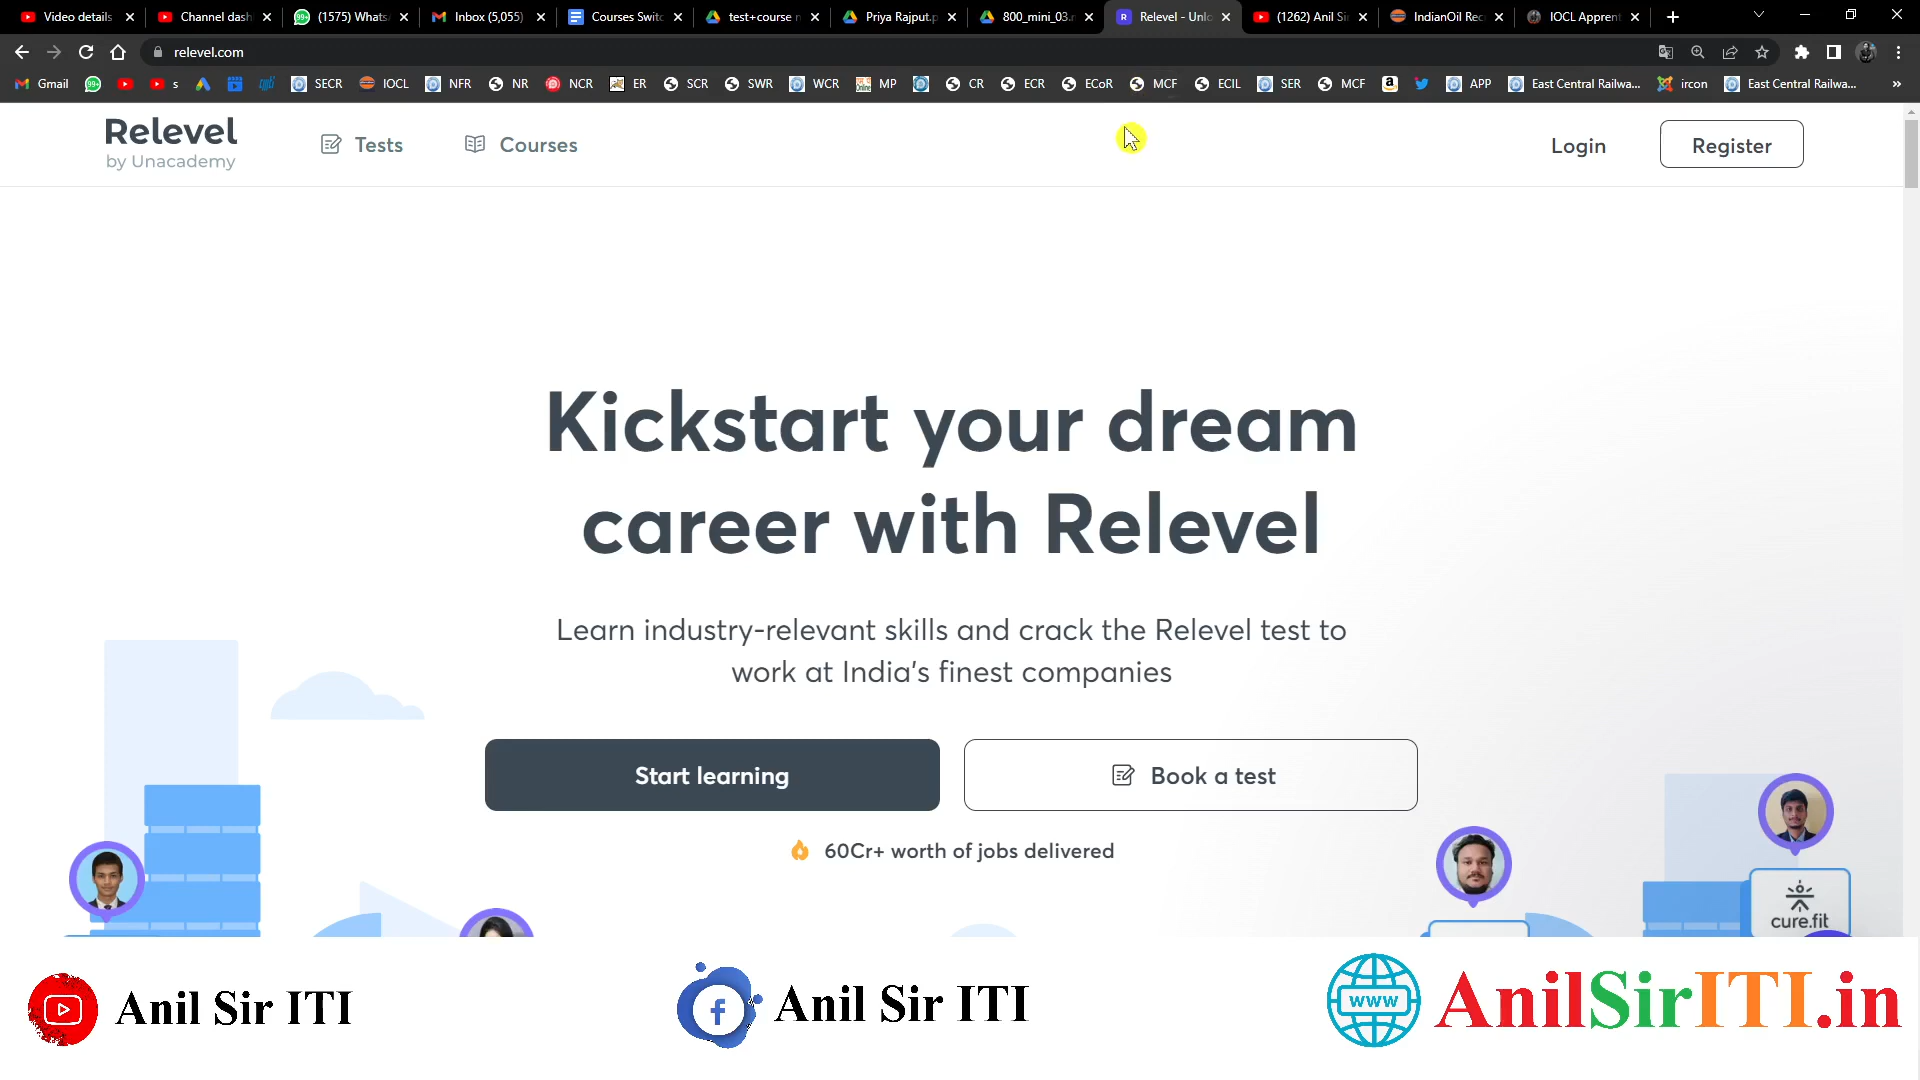 Video details
Channel dash
(1575) Whats
Inbox (5,055)
Courses Switc
test+course n
Priya Rajput.p
800_mini_03.r
Relevel - Unlo
(1262) Anil Si
IndianOil Rec
IOCL Apprent
relevel.com
Gmail
s
SECR
IOCL
NFR
NR
NCR
ER
SCR
SWR
WCR
MP
CR
ECR
ECoR
MCF
ECIL
SER
MCF
APP
East Central Railwa...
ircon
East Central Railwa...
»
Relevel
by Unacademy
Tests
Courses
Login
Register
Kickstart your dream
career with Relevel
Learn industry-relevant skills and crack the Relevel test to
work at India's finest companies
Start learning
Book a test
60Cr+ worth of jobs delivered
cure.fit
Anil Sir ITI
Anil Sir ITI
www
AnilSirITI.in